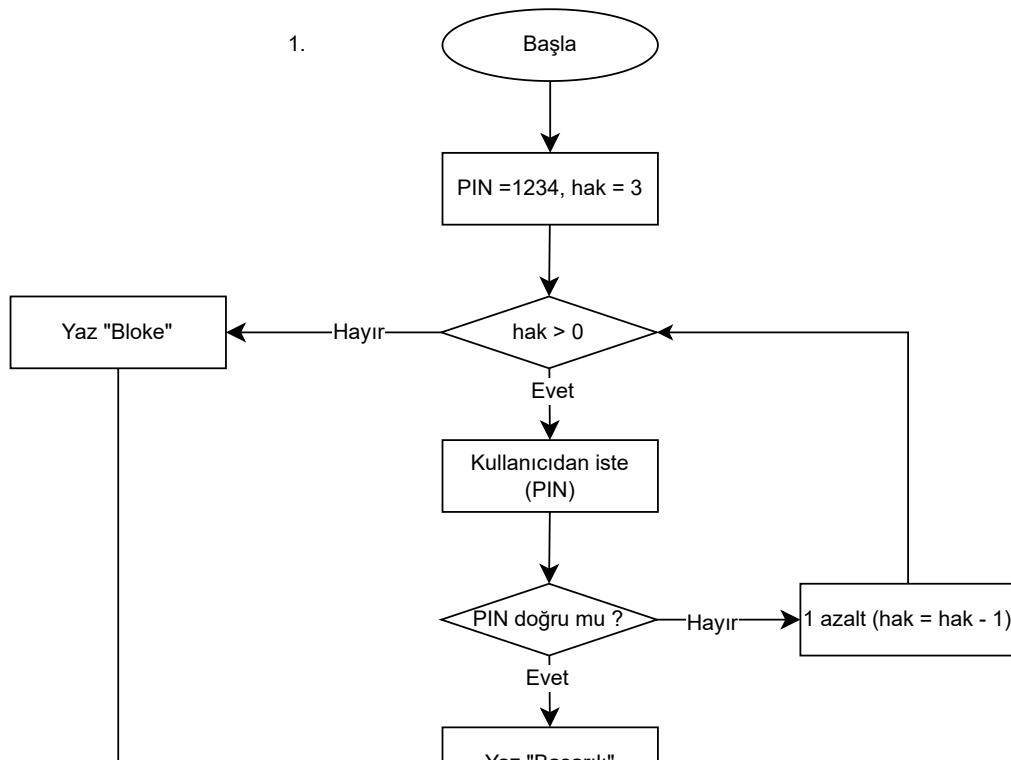 1.
Başla
PIN =1234, hak = 3
Yaz "Bloke"
Hayır
hak > 0
Evet
Kullanıcıdan iste
(PIN)
PIN doğru mu ?
Hayır
1 azalt (hak = hak - 1)
Evet
Yaz